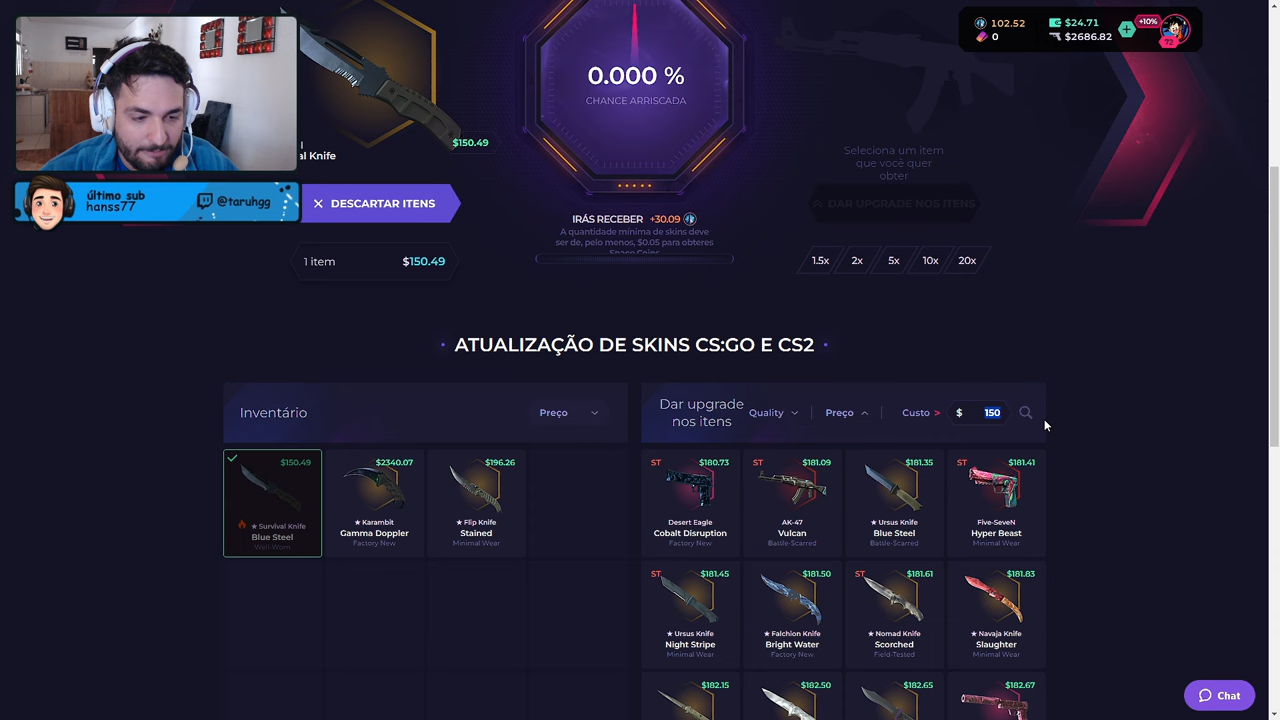 102.52
$24.71
+10%
0
$2686.82
72
0.000 %
CHANCE ARRISCADA
$150.49
al Knife
Seleciona um item
que você quer
obter
último_sub
hanss77
@taruhgg
DESCARTAR ITENS
DAR UPGRADE NOS ITENS
IRÁS RECEBER +30.09
A quantidade mínima de skins deve
ser de, pelo menos, $0.05 para obteres
Space Coins
1 item $150.49
1.5x 2x 5x 10x 20x
ATUALIZAÇÃO DE SKINS CS:GO E CS2
Inventário
Preço
Dar upgrade
nos itens
Quality
Preço
Custo >
$ 150
$150.49
★ Survival Knife
Blue Steel
Well-Worn
$2340.07
★ Karambit
Gamma Doppler
Factory New
$196.26
★ Flip Knife
Stained
Minimal Wear
ST $180.73
Desert Eagle
Cobalt Disruption
Factory New
ST $181.09
AK-47
Vulcan
Battle-Scarred
$181.35
★ Ursus Knife
Blue Steel
Battle-Scarred
ST $181.41
Five-SeveN
Hyper Beast
Minimal Wear
ST $181.45
★ Ursus Knife
Night Stripe
Minimal Wear
$181.50
★ Falchion Knife
Bright Water
Factory New
ST $181.61
★ Nomad Knife
Scorched
Field-Tested
$181.83
★ Navaja Knife
Slaughter
Minimal Wear
$182.15
$182.50
$182.65
$182.67
Chat